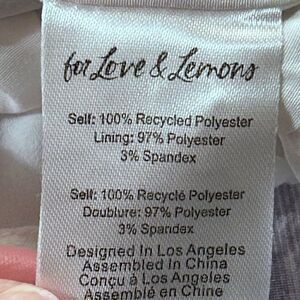 for Love & Lemons
Self: 100% Recycled Polyester
Lining: 97% Polyester
3% Spandex
Self: 100% Recyclé Polyester
Doublure: 97% Polyester
3% Spandex
Designed In Los Angeles
Assembled In China
Conçu à Los Angeles
Assemblé en Chine